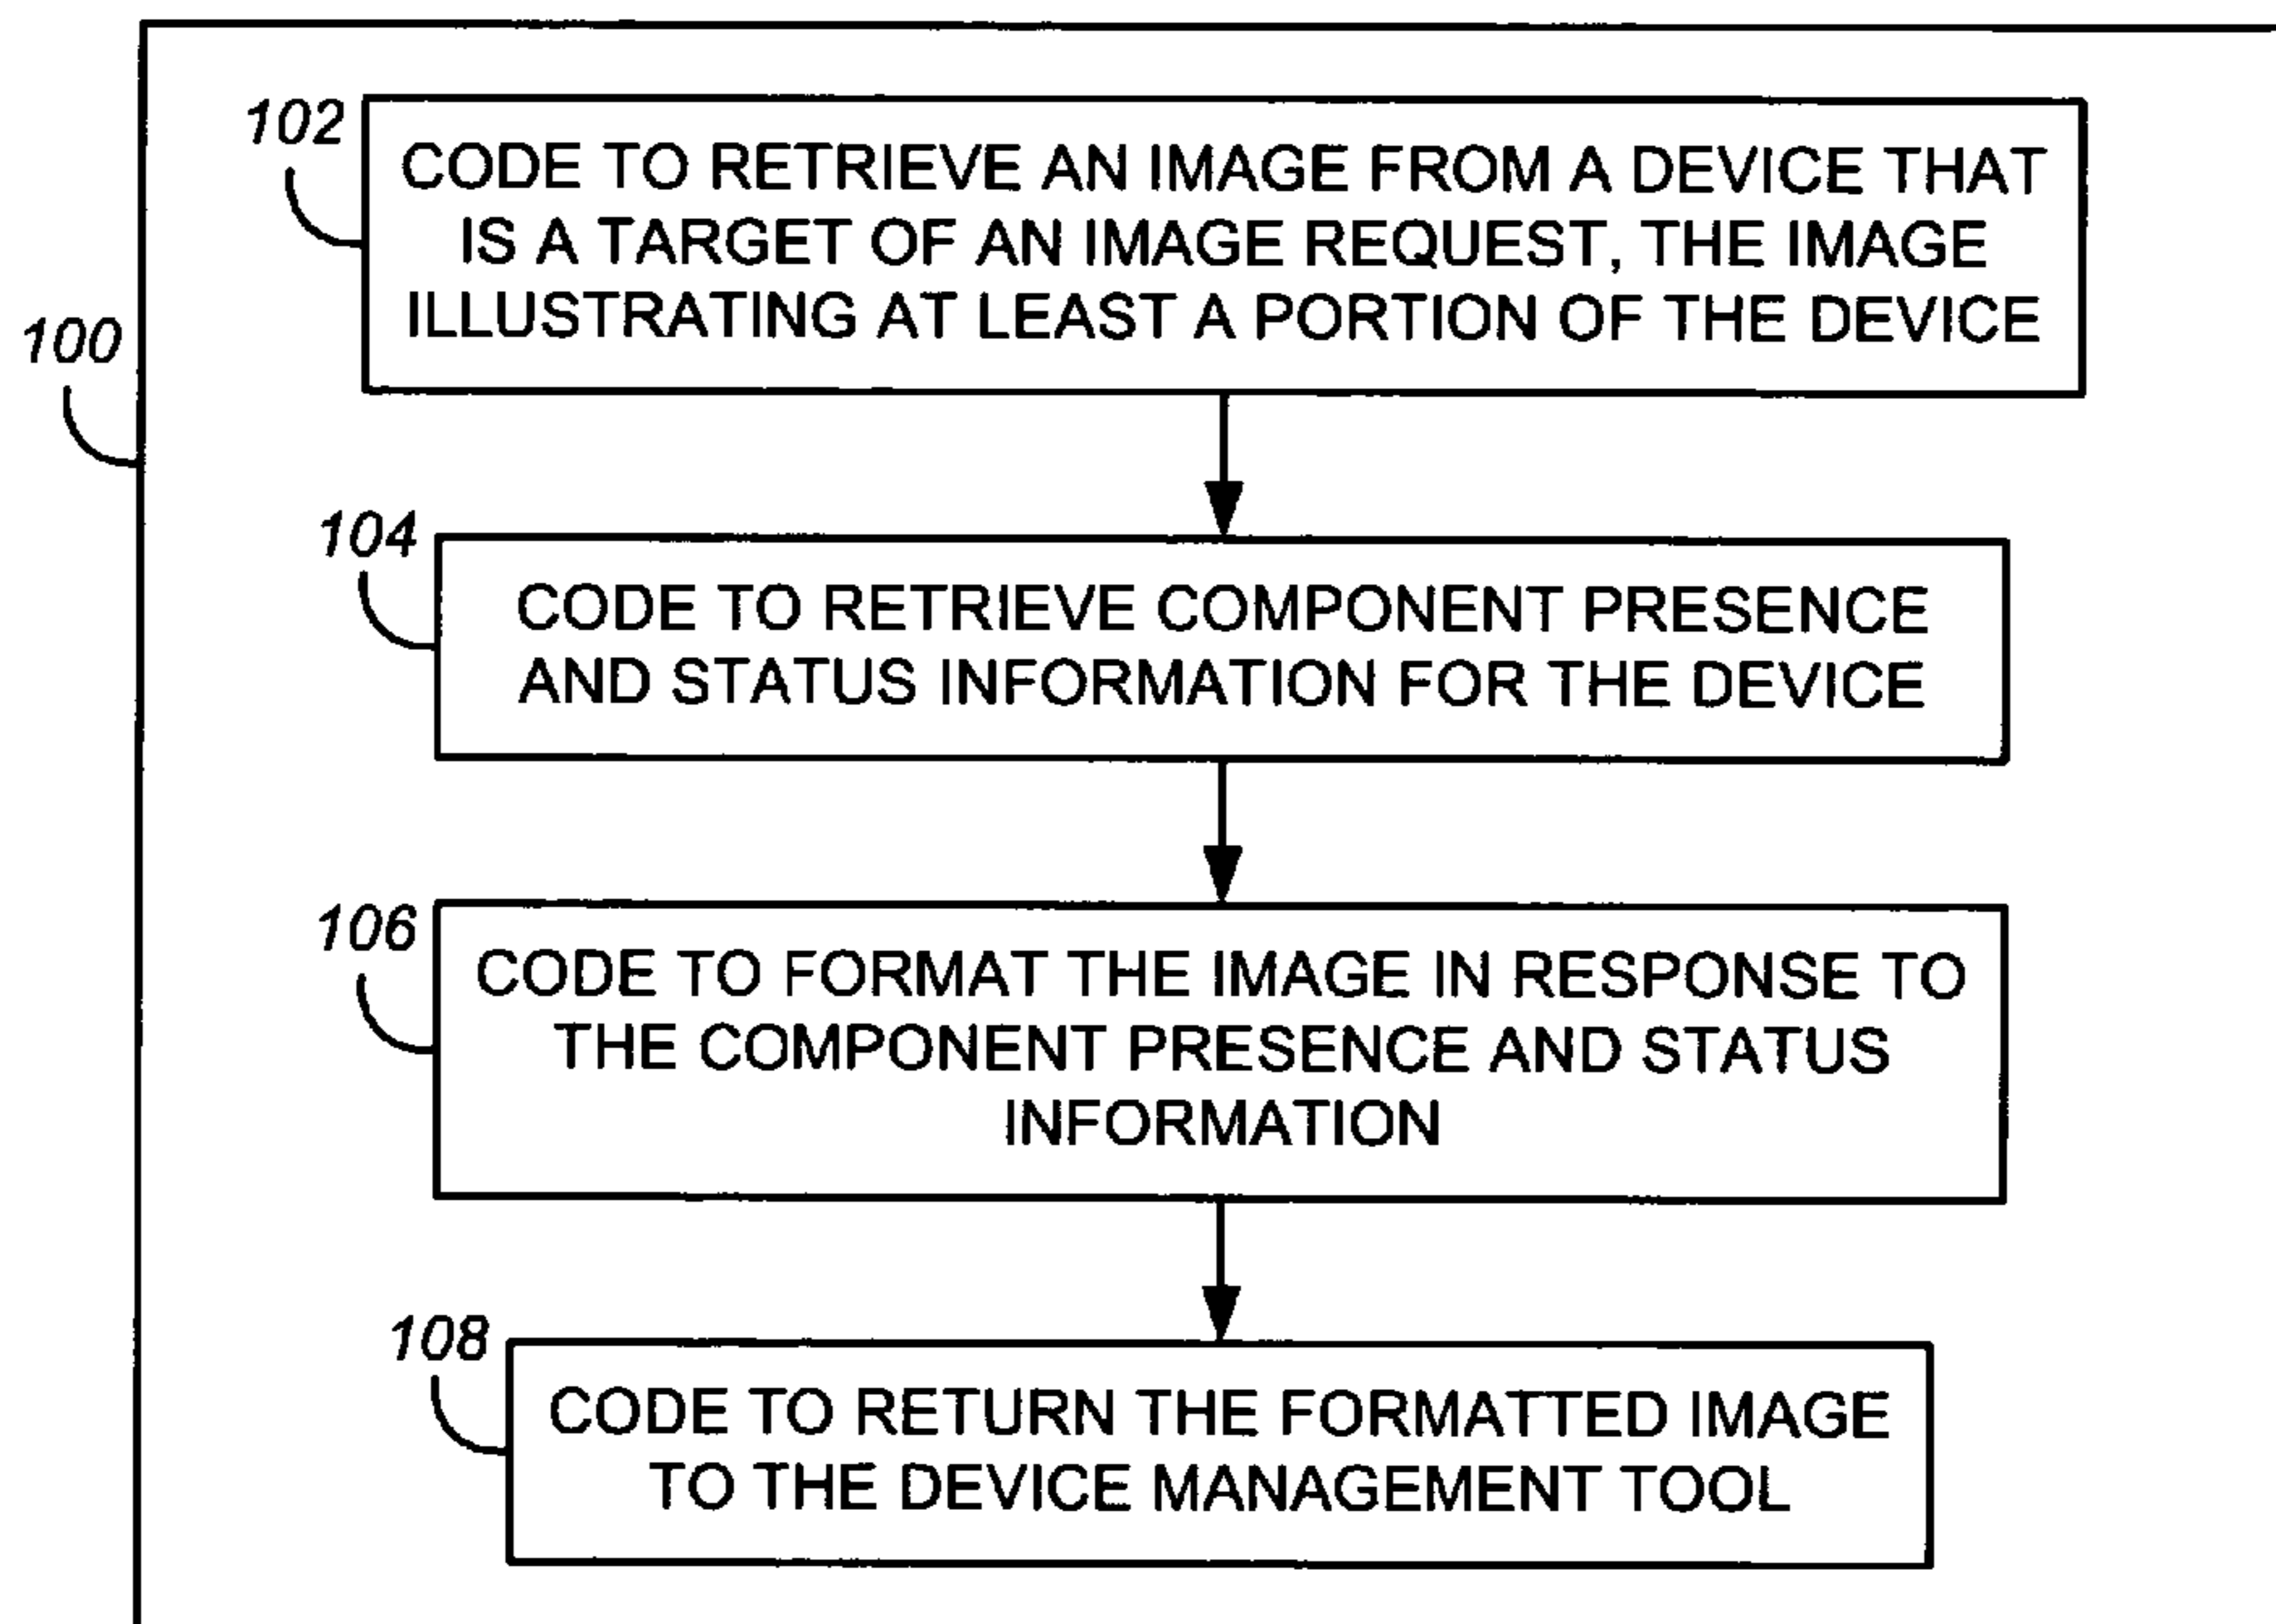 102
CODE TO RETRIEVE AN IMAGE FROM A DEVICE THAT
IS A TARGET OF AN IMAGE REQUEST, THE IMAGE
ILLUSTRATING AT LEAST A PORTION OF THE DEVICE
100
104
CODE TO RETRIEVE COMPONENT PRESENCE
AND STATUS INFORMATION FOR THE DEVICE
106
CODE TO FORMAT THE IMAGE IN RESPONSE TO
THE COMPONENT PRESENCE AND STATUS
INFORMATION
108
CODE TO RETURN THE FORMATTED IMAGE
TO THE DEVICE MANAGEMENT TOOL